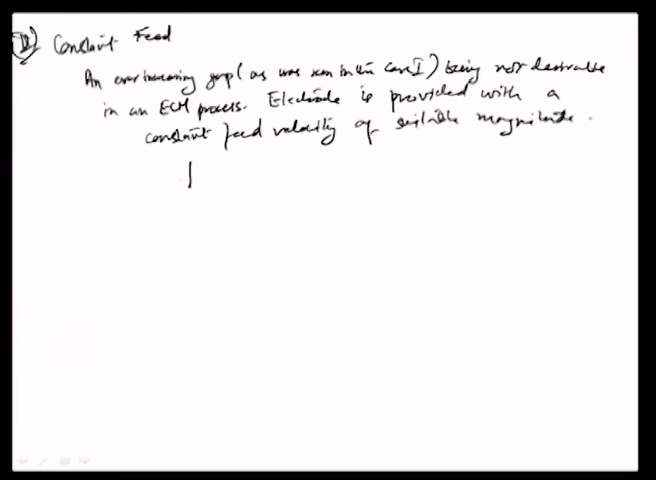 (II) Constant Feed
An ever increasing gap (as was seen in the Case I) being not desirable
in an ECM process. Electrode is provided with a
constant feed velocity of suitable magnitude.